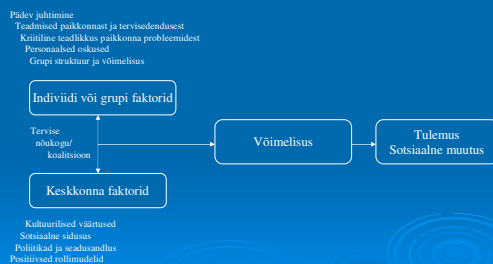 Pädev juhtimine
Teadmised paikkonnast ja tervisedendusest
Kriitiline teadlikkus paikkonna probleemidest
Personaalsed oskused
Grupi struktuur ja võimelisus
Indiviidi või grupi faktorid
Tervise
nõukogu/
koalitsioon
Võimelisus
Tulemus
Sotsiaalne muutus
Keskkonna faktorid
Kultuurilised väärtused
Sotsiaalne sidusus
Poliitikad ja seadusandlus
Positiivsed rollimudelid